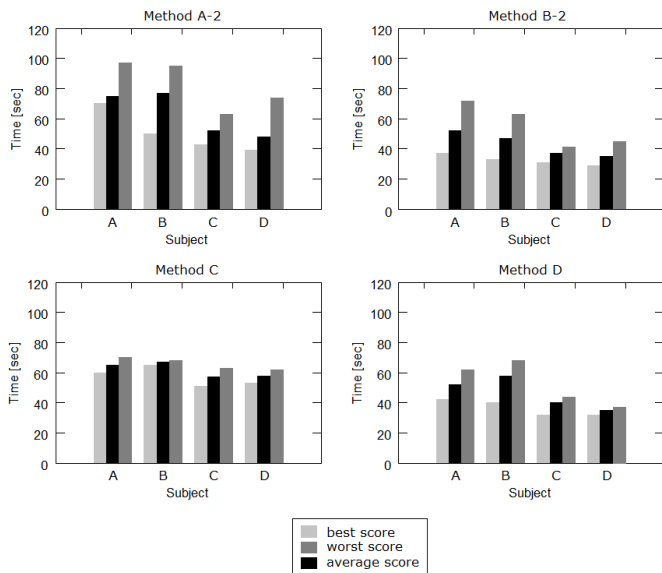 Method A-2
120
100
80
60
40
20
0
Time [sec]
A B C D
Subject
Method B-2
120
100
80
60
40
20
0
Time [sec]
A B C D
Subject
Method C
120
100
80
60
40
20
0
Time [sec]
A B C D
Subject
Method D
120
100
80
60
40
20
0
Time [sec]
A B C D
Subject
best score
worst score
average score